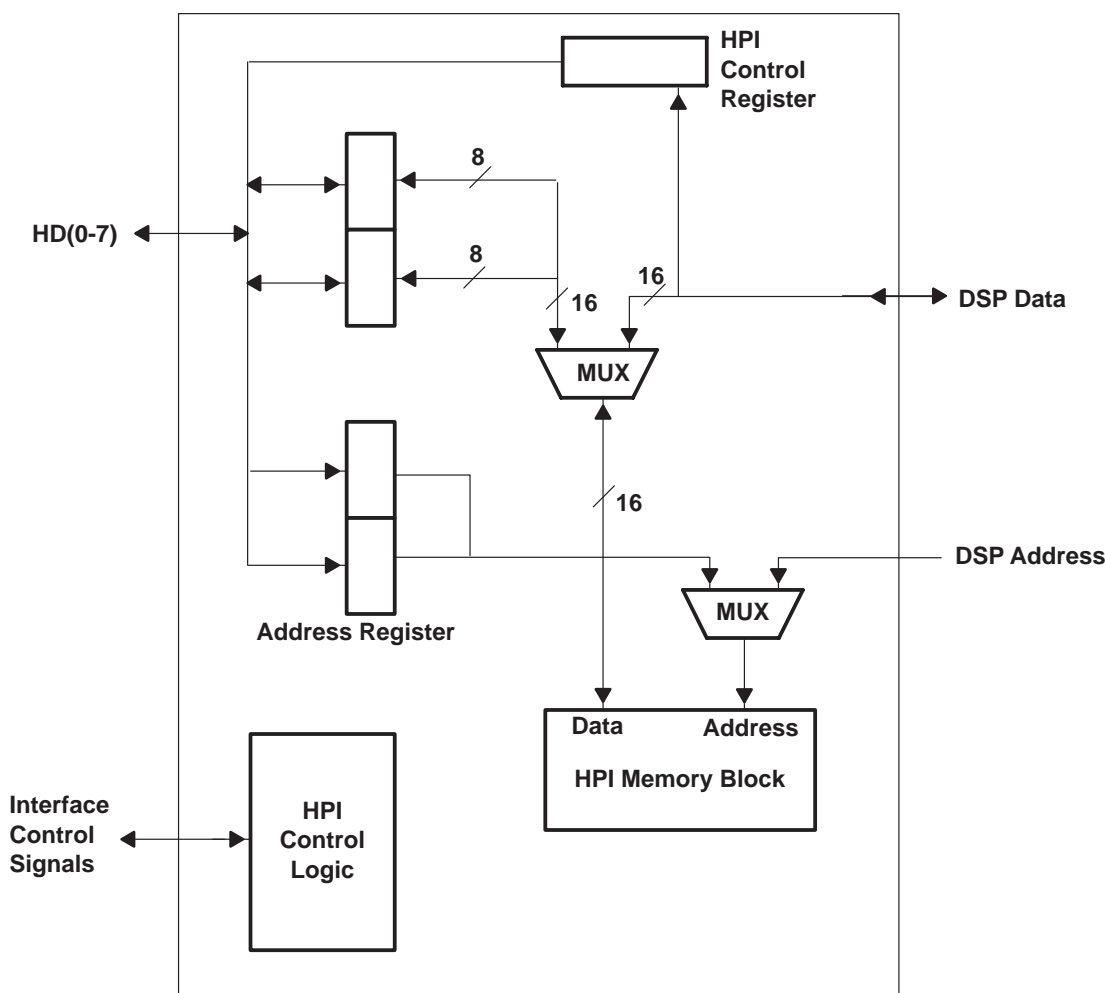 HPI
Control
Register
8
HD(0-7)
8
16
16
DSP Data
MUX
16
DSP Address
MUX
Address Register
Data
Address
HPI Memory Block
Interface
Control
Signals
HPI
Control
Logic